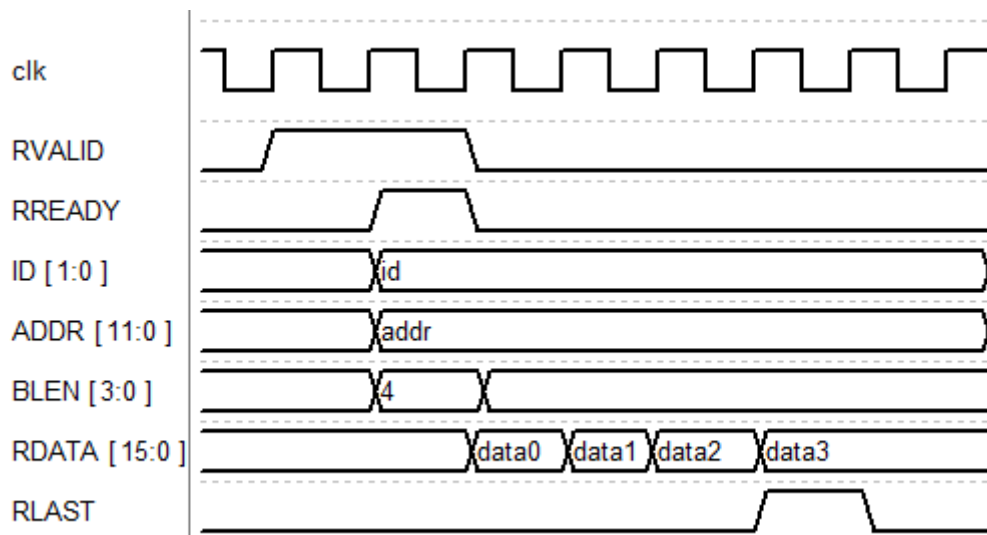 clk
RVALID
RREADY
ID [ 1:0 ] id
ADDR [ 11:0 ] addr
BLEN [ 3:0 ] 4
RDATA [ 15:0 ] data0 data1 data2 data3
RLAST